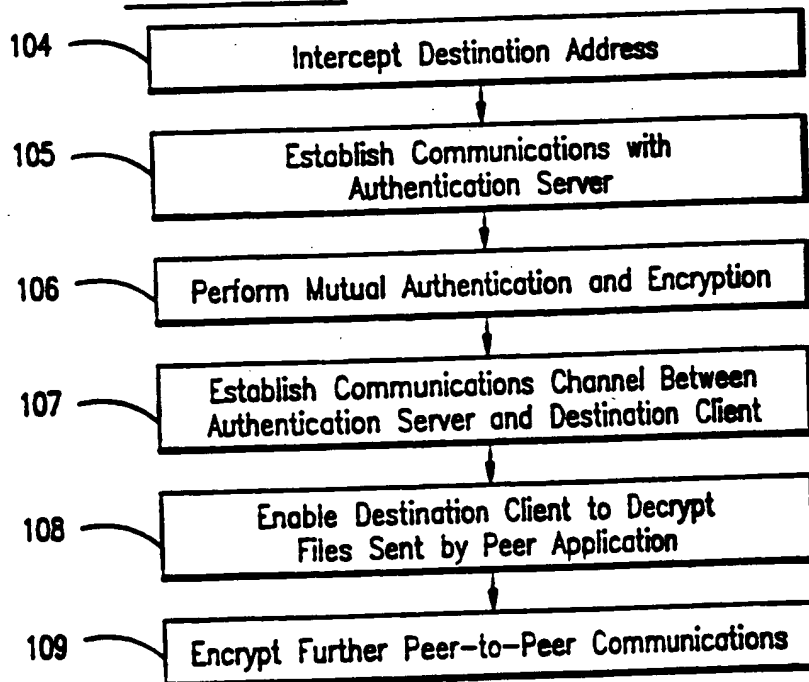 104
Intercept Destination Address
105
Establish Communications with
Authentication Server
106
Perform Mutual Authentication and Encryption
107
Establish Communications Channel Between
Authentication Server and Destination Client
108
Enable Destination Client to Decrypt
Files Sent by Peer Application
109
Encrypt Further Peer-to-Peer Communications